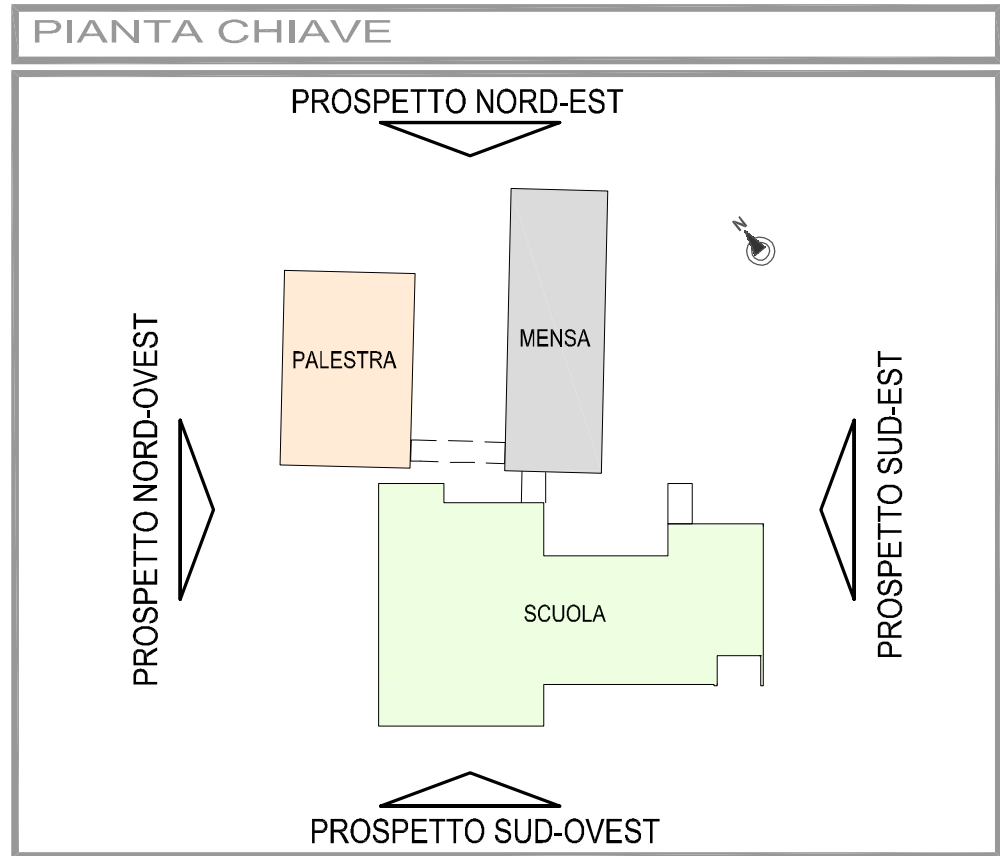 PIANTA CHIAVE
PROSPETTO NORD-EST
N
MENSA
PALESTRA
PROSPETTO NORD-OVEST
PROSPETTO SUD-EST
SCUOLA
PROSPETTO SUD-OVEST